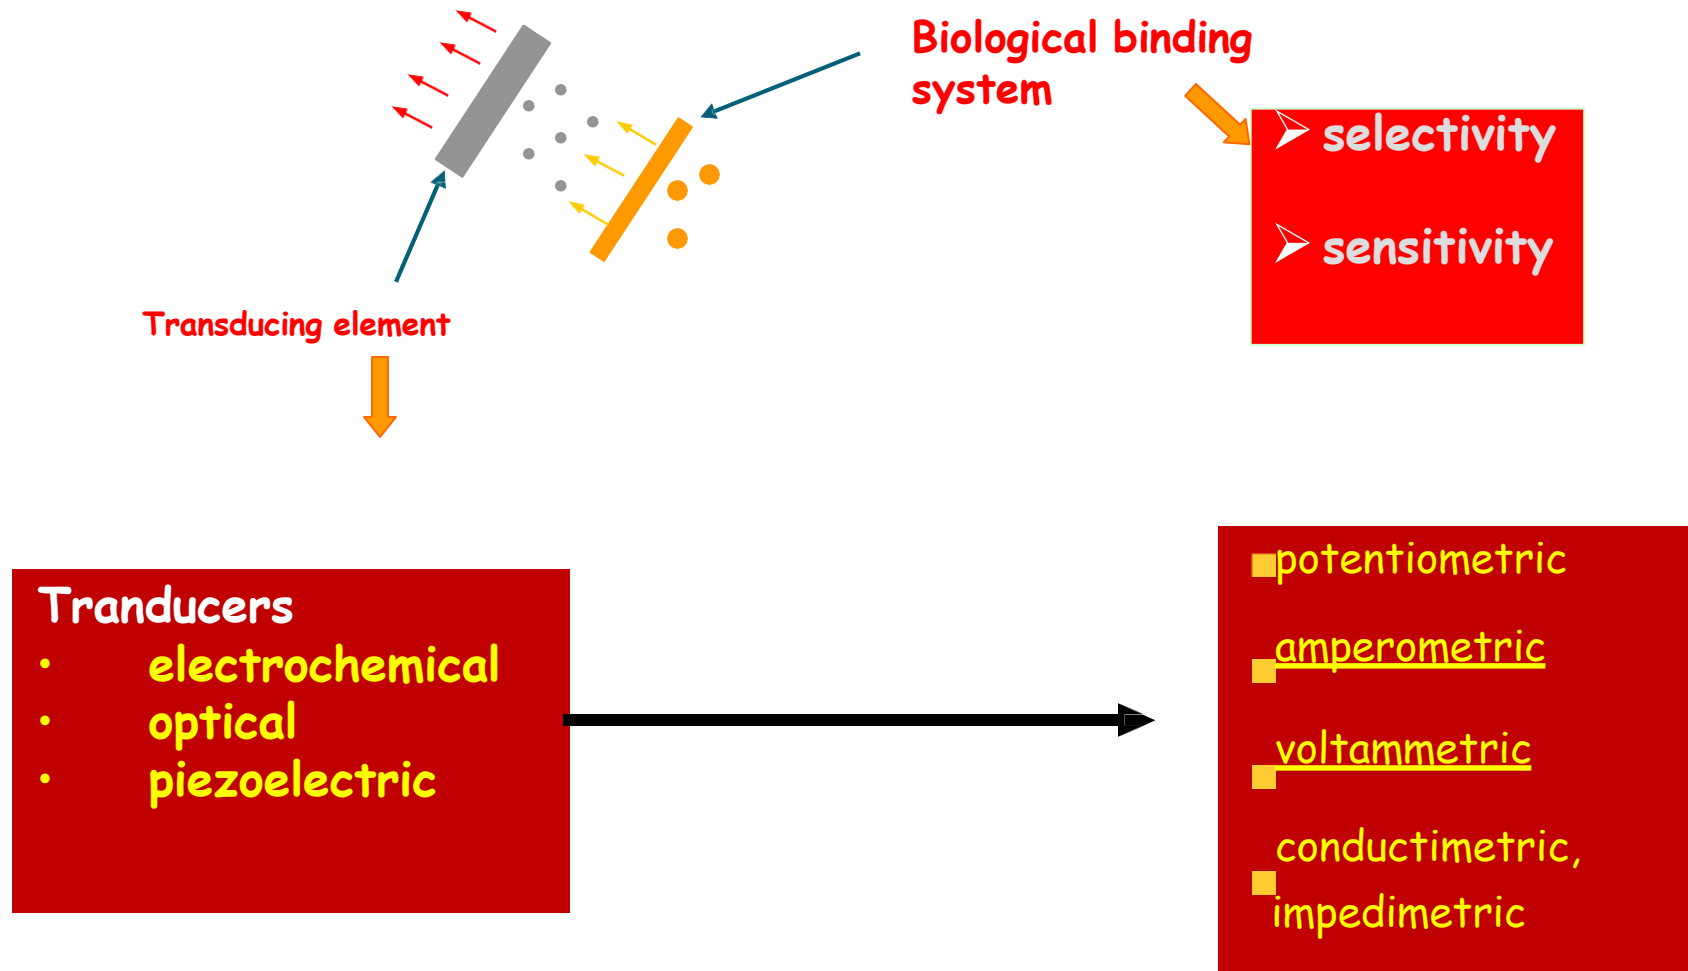 Biological binding
system
selectivity
sensitivity
Transducing element
Tranducers
• electrochemical
• optical
• piezoelectric
potentiometric
amperometric
voltammetric
conductimetric,
impedimetric